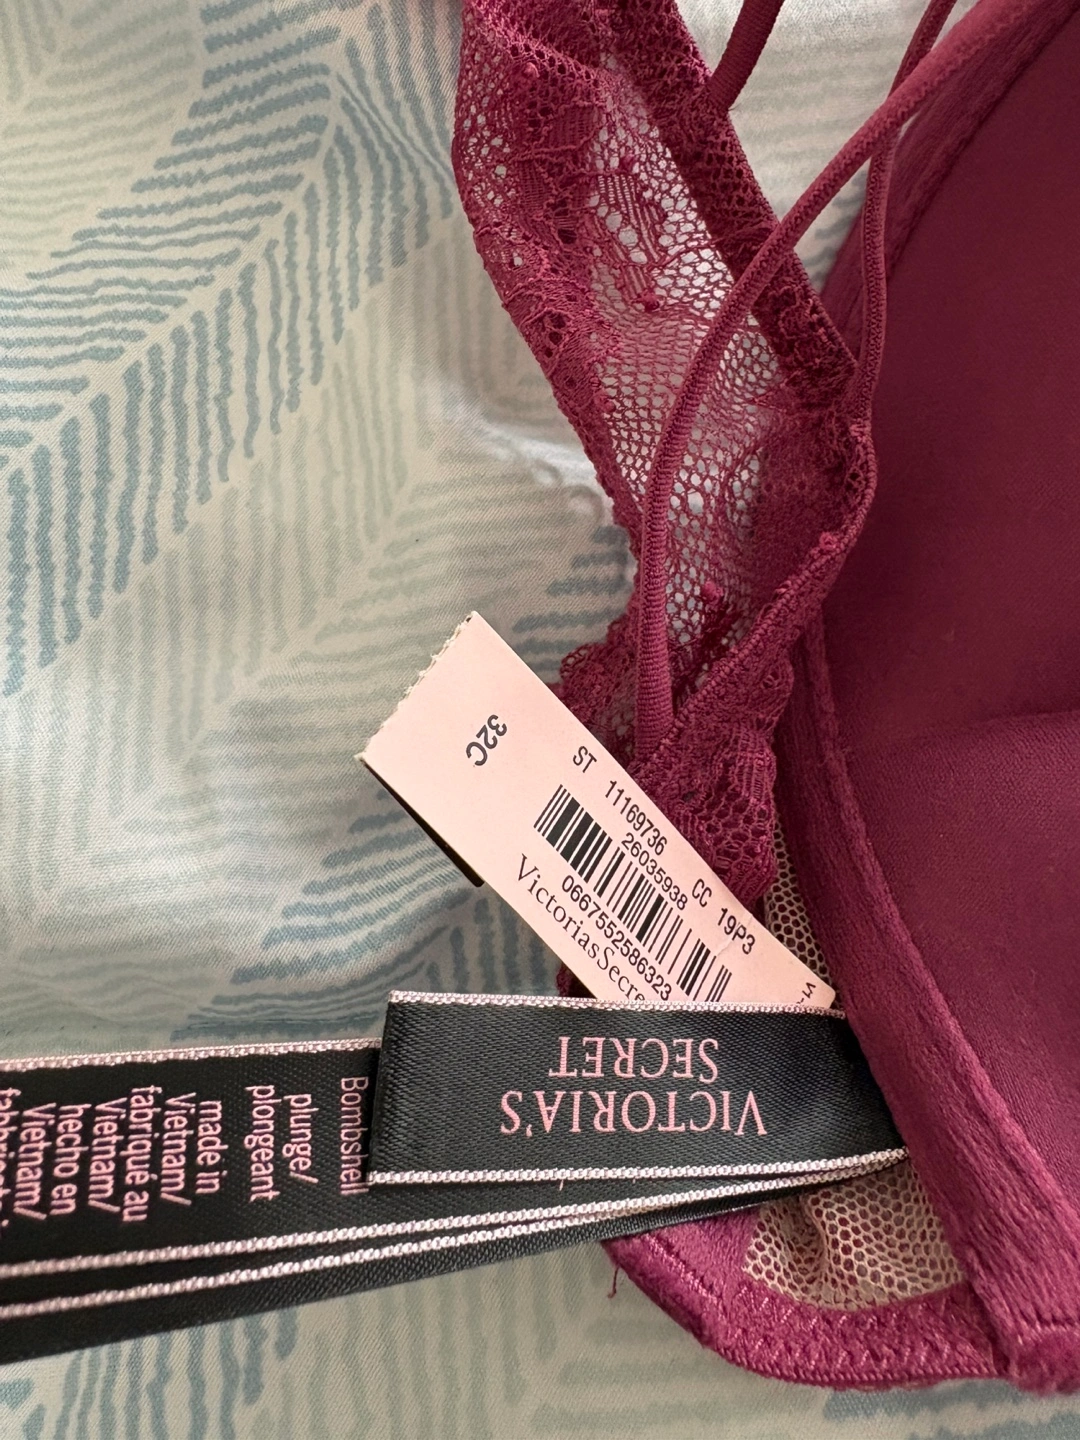 32C
ST 11169736 CC 19P3
26035938
0667552586323
VictoriasSecre
VICTORIA'S
SECRET
Bombshell
plunge/
plongeant
made in
Vietnam/
fabriqué au
Vietnam/
hecho en
Vietnam/